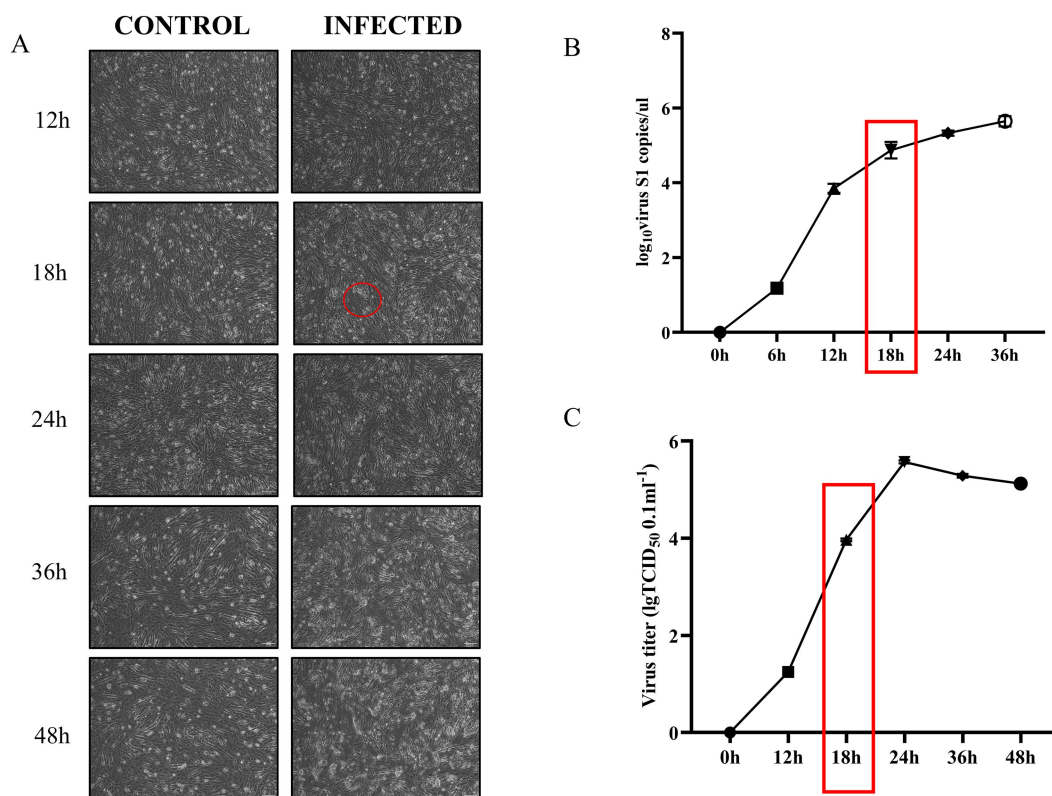 A
CONTROL INFECTED
12h
18h
24h
36h
48h
B
log₁₀virus S1 copies/ul
8
6
4
2
0
0h 6h 12h 18h 24h 36h
C
Virus titer (lgTCID₅₀ 0.1ml⁻¹)
6
4
2
0
0h 12h 18h 24h 36h 48h